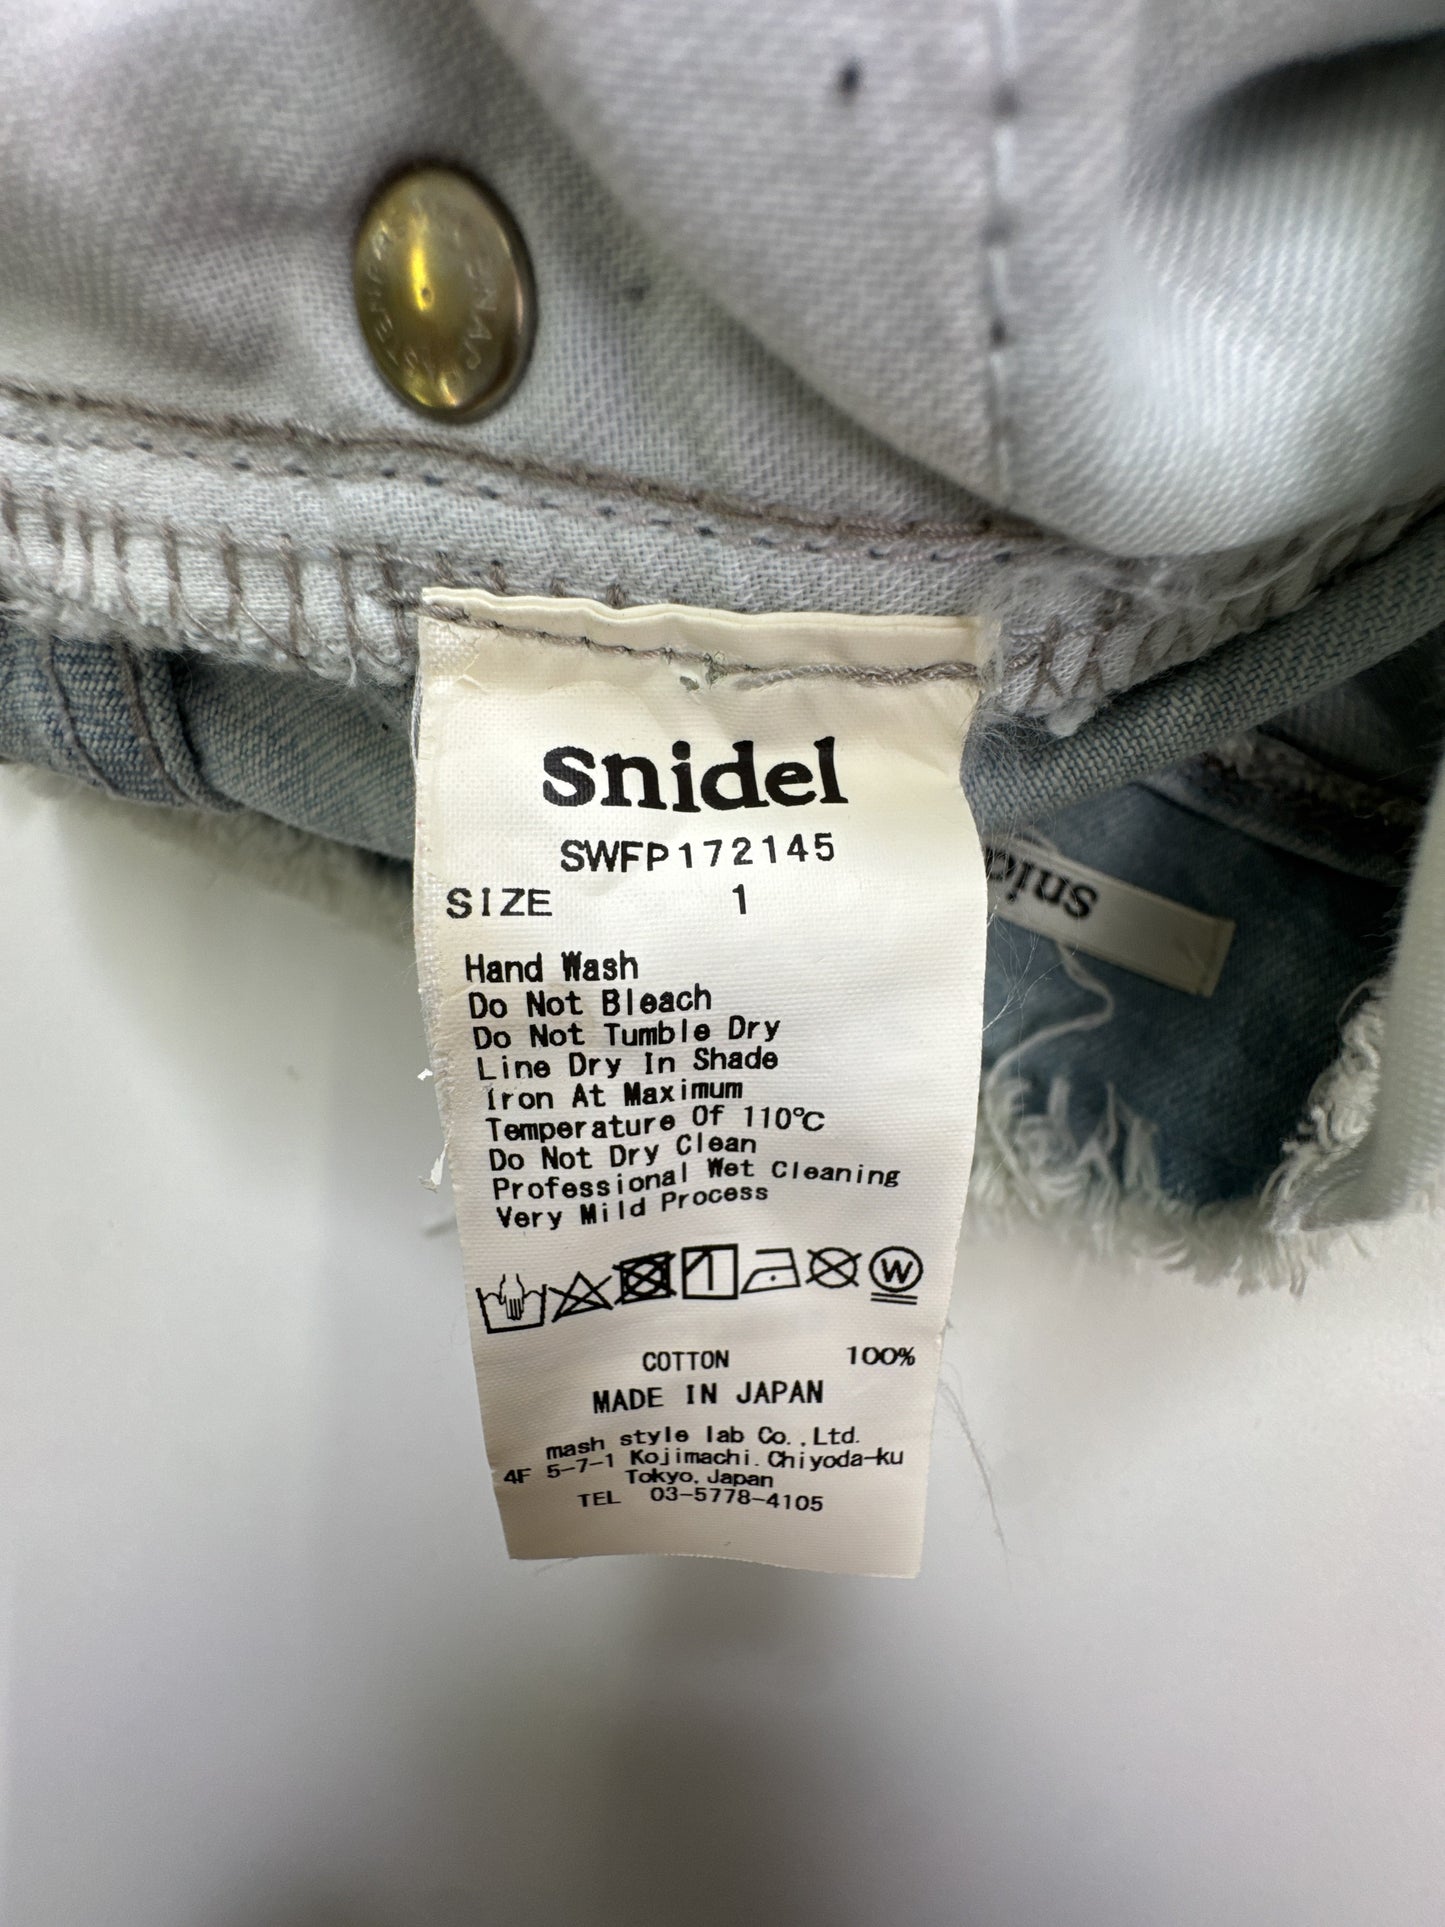 snidel
SWFP172145
SIZE 1
Hand Wash
Do Not Bleach
Do Not Tumble Dry
Line Dry In Shade
Iron At Maximum
Temperature Of 110℃
Do Not Dry Clean
Professional Wet Cleaning
Very Mild Process
W
COTTON 100%
MADE IN JAPAN
mash style lab Co.,Ltd.
4F 5-7-1 Kojimachi. Chiyoda-ku
Tokyo, Japan
TEL 03-5778-4105